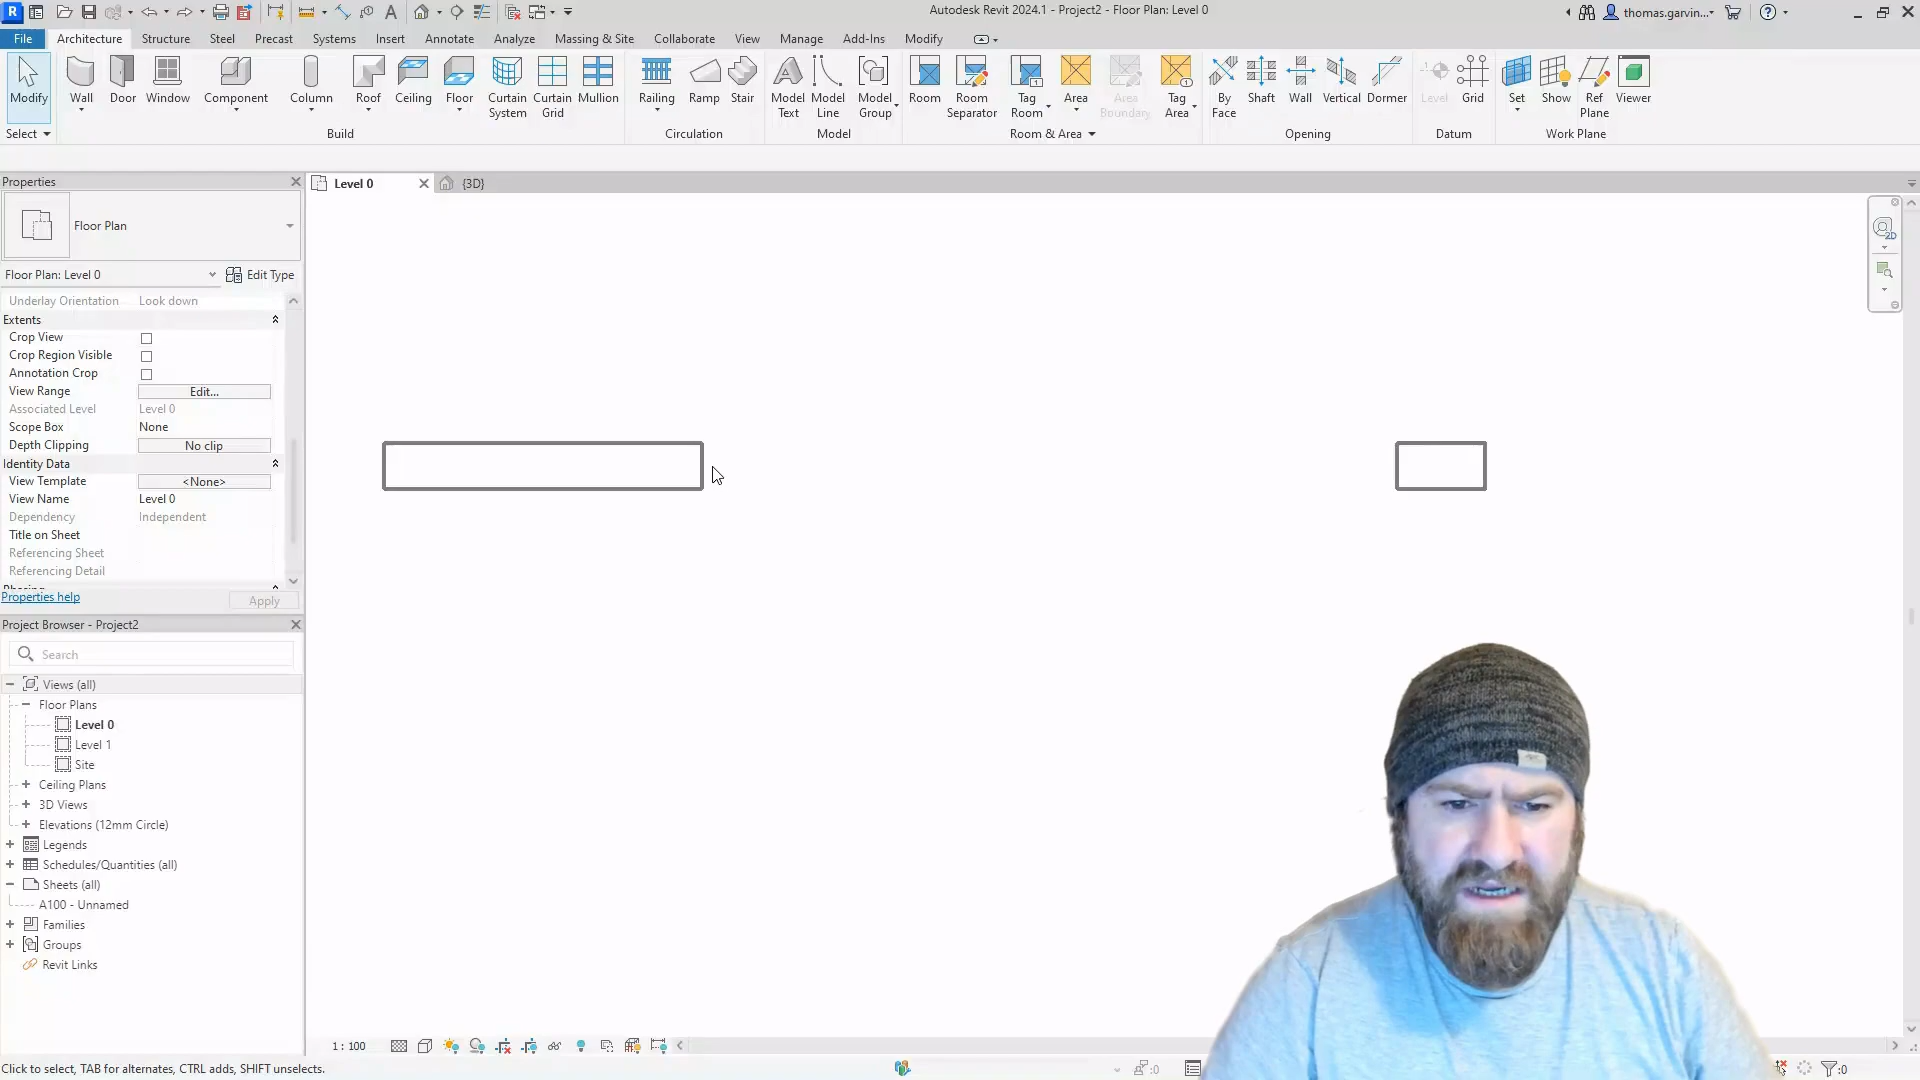 Autodesk Revit 2024.1 - Project2 - Floor Plan: Level 0
thomas.garvin...
File Architecture Structure Steel Precast Systems Insert Annotate Analyze Massing & Site Collaborate View Manage Add-Ins Modify
Modify Wall Door Window Component Column Roof Ceiling Floor Curtain System Curtain Grid Mullion Railing Ramp Stair Model Text Model Line Model Group Room Room Separator Tag Room Area Area Boundary Tag Area By Face Shaft Wall Vertical Dormer Level Grid Set Show Ref Plane Viewer
Select Build Circulation Model Room & Area Opening Datum Work Plane
Properties
Level 0 {3D}
Floor Plan
Floor Plan: Level 0 Edit Type
Underlay Orientation Look down
Extents
Crop View
Crop Region Visible
Annotation Crop
View Range Edit...
Associated Level Level 0
Scope Box None
Depth Clipping No clip
Identity Data
View Template <None>
View Name Level 0
Dependency Independent
Title on Sheet
Referencing Sheet
Referencing Detail
Properties help Apply
Project Browser - Project2
Search
Views (all)
Floor Plans
Level 0
Level 1
Site
Ceiling Plans
3D Views
Elevations (12mm Circle)
Legends
Schedules/Quantities (all)
Sheets (all)
A100 - Unnamed
Families
Groups
Revit Links
1 : 100
Click to select, TAB for alternates, CTRL adds, SHIFT unselects.
:0
:0